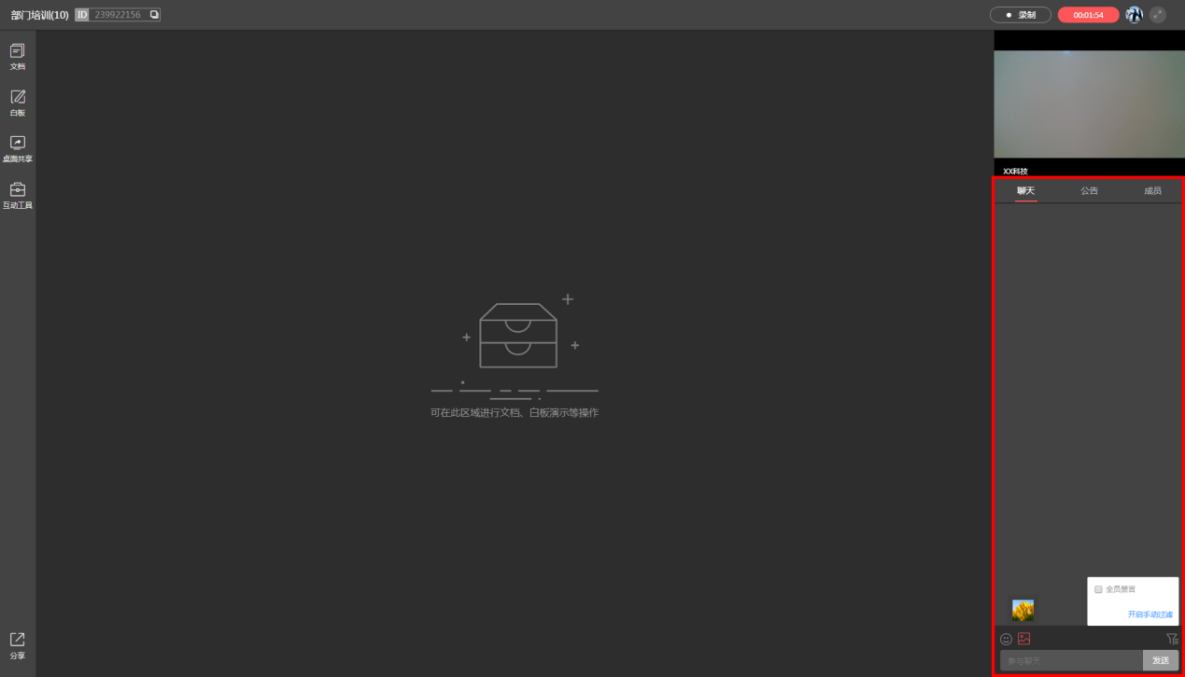 部门培训(10) ID 239922156
录制 00:01:54
文档
白板
桌面共享
互动工具
分享
可在此区域进行文档、白板演示等操作
XX科技
聊天 公告 成员
全员禁言
开启手动过滤
参与聊天 发送